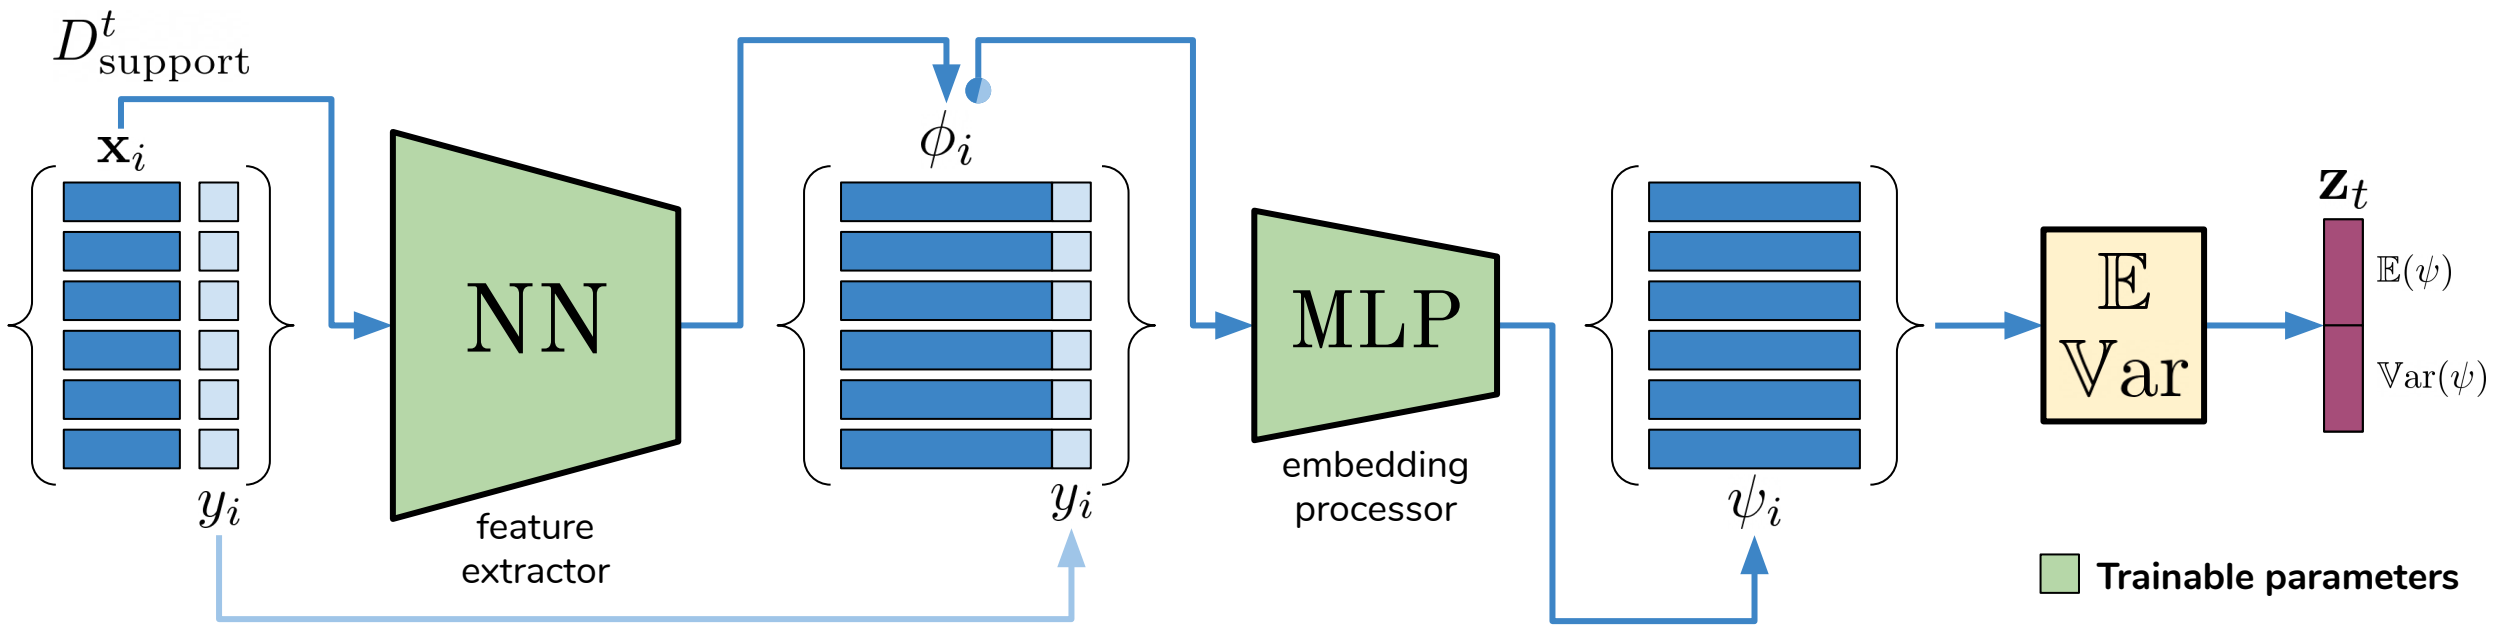 D^t_support
𝐱_i
y_i
NN
feature
extractor
ϕ_i
y_i
MLP
embedding
processor
ψ_i
𝔼
𝕍ar
𝐳_t
𝔼(ψ)
𝕍ar(ψ)
Trainable parameters